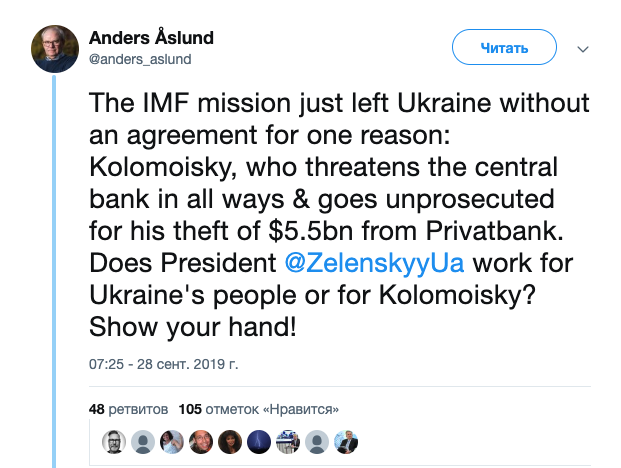 Anders Åslund
@anders_aslund
Читать
The IMF mission just left Ukraine without
an agreement for one reason:
Kolomoisky, who threatens the central
bank in all ways & goes unprosecuted
for his theft of $5.5bn from Privatbank.
Does President @ZelenskyyUa work for
Ukraine's people or for Kolomoisky?
Show your hand!
07:25 - 28 сент. 2019 г.
48 ретвитов 105 отметок «Нравится»